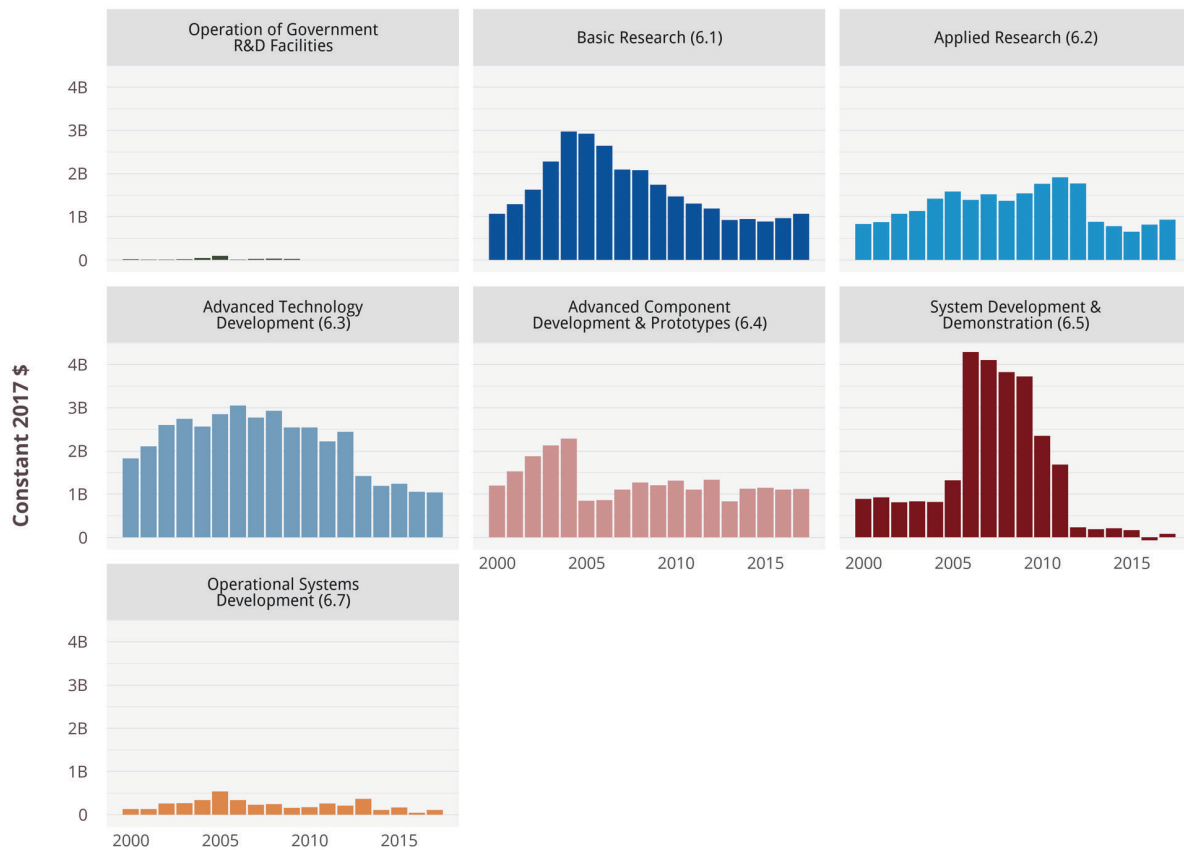 Operation of Government
R&D Facilities
Basic Research (6.1)
Applied Research (6.2)
4B
3B
2B
1B
0
Advanced Technology
Development (6.3)
Advanced Component
Development & Prototypes (6.4)
System Development &
Demonstration (6.5)
Constant 2017 $
4B
3B
2B
1B
0
2000 2005 2010 2015
2000 2005 2010 2015
Operational Systems
Development (6.7)
4B
3B
2B
1B
0
2000 2005 2010 2015